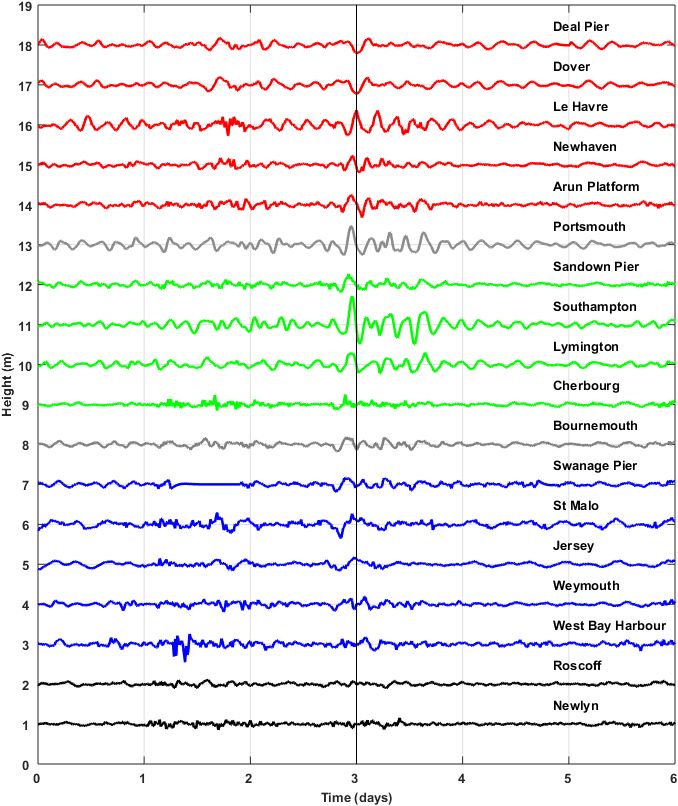 19
Deal Pier
18
Dover
17
Le Havre
16
Newhaven
15
Arun Platform
14
Portsmouth
13
Sandown Pier
12
Southampton
11
Lymington
10
Cherbourg
9
Bournemouth
8
Swanage Pier
7
St Malo
6
Jersey
5
Weymouth
4
West Bay Harbour
3
Roscoff
2
Newlyn
1
0
Height (m)
0 1 2 3 4 5 6
Time (days)